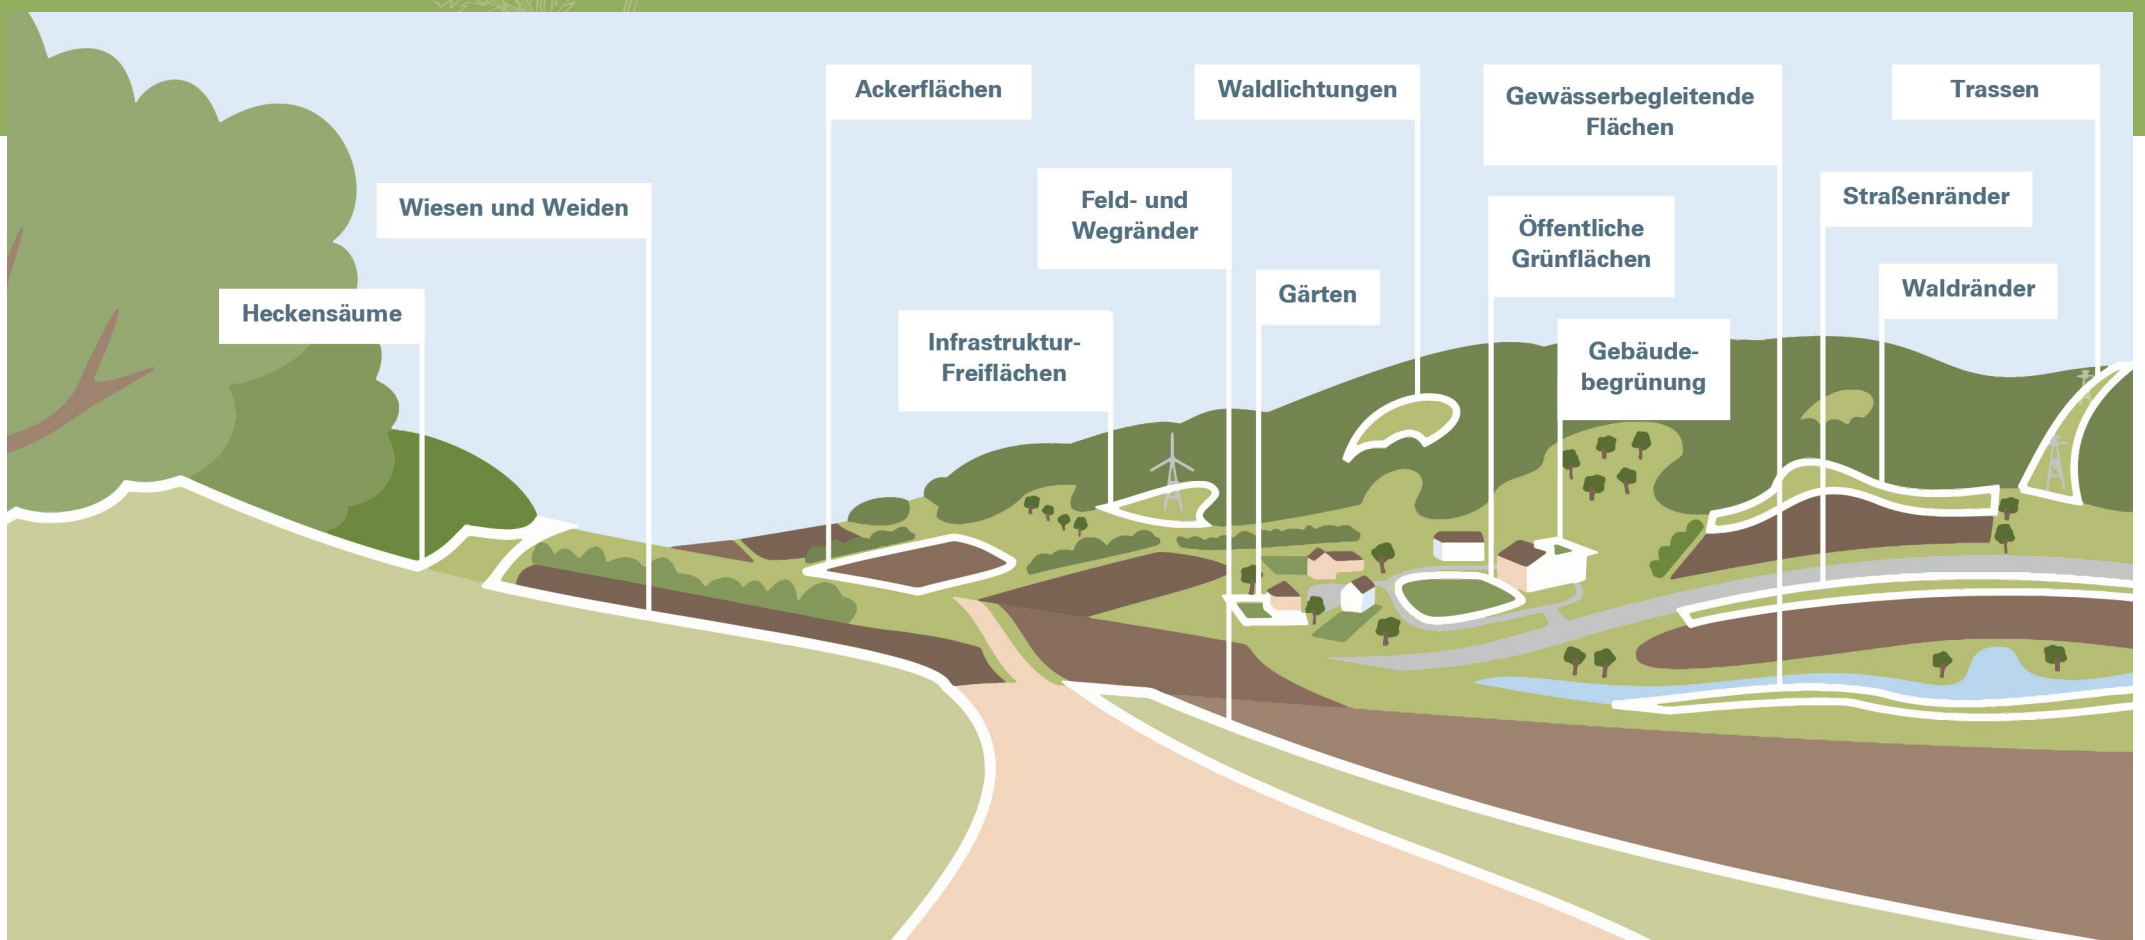 Ackerflächen
Waldlichtungen
Gewässerbegleitende
Flächen
Trassen
Wiesen und Weiden
Feld- und
Wegränder
Straßenränder
Öffentliche
Grünflächen
Gärten
Waldränder
Heckensäume
Infrastruktur-
Freiflächen
Gebäude-
begrünung